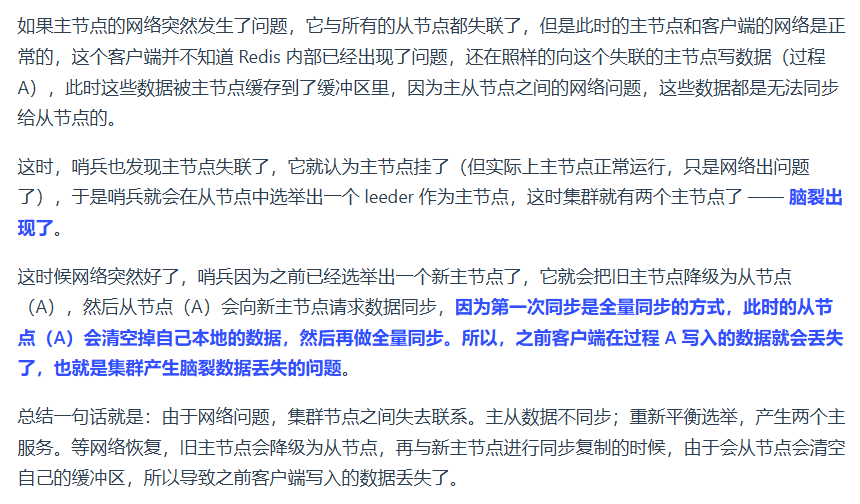 如果主节点的网络突然发生了问题，它与所有的从节点都失联了，但是此时的主节点和客户端的网络是正
常的，这个客户端并不知道 Redis 内部已经出现了问题，还在照样的向这个失联的主节点写数据（过程
A），此时这些数据被主节点缓存到了缓冲区里，因为主从节点之间的网络问题，这些数据都是无法同步
给从节点的。
这时，哨兵也发现主节点失联了，它就认为主节点挂了（但实际上主节点正常运行，只是网络出问题
了），于是哨兵就会在从节点中选举出一个 leeder 作为主节点，这时集群就有两个主节点了 —— 脑裂出
现了。
这时候网络突然好了，哨兵因为之前已经选举出一个新主节点了，它就会把旧主节点降级为从节点
（A），然后从节点（A）会向新主节点请求数据同步，因为第一次同步是全量同步的方式，此时的从节
点（A）会清空掉自己本地的数据，然后再做全量同步。所以，之前客户端在过程 A 写入的数据就会丢失
了，也就是集群产生脑裂数据丢失的问题。
总结一句话就是：由于网络问题，集群节点之间失去联系。主从数据不同步；重新平衡选举，产生两个主
服务。等网络恢复，旧主节点会降级为从节点，再与新主节点进行同步复制的时候，由于会从节点会清空
自己的缓冲区，所以导致之前客户端写入的数据丢失了。